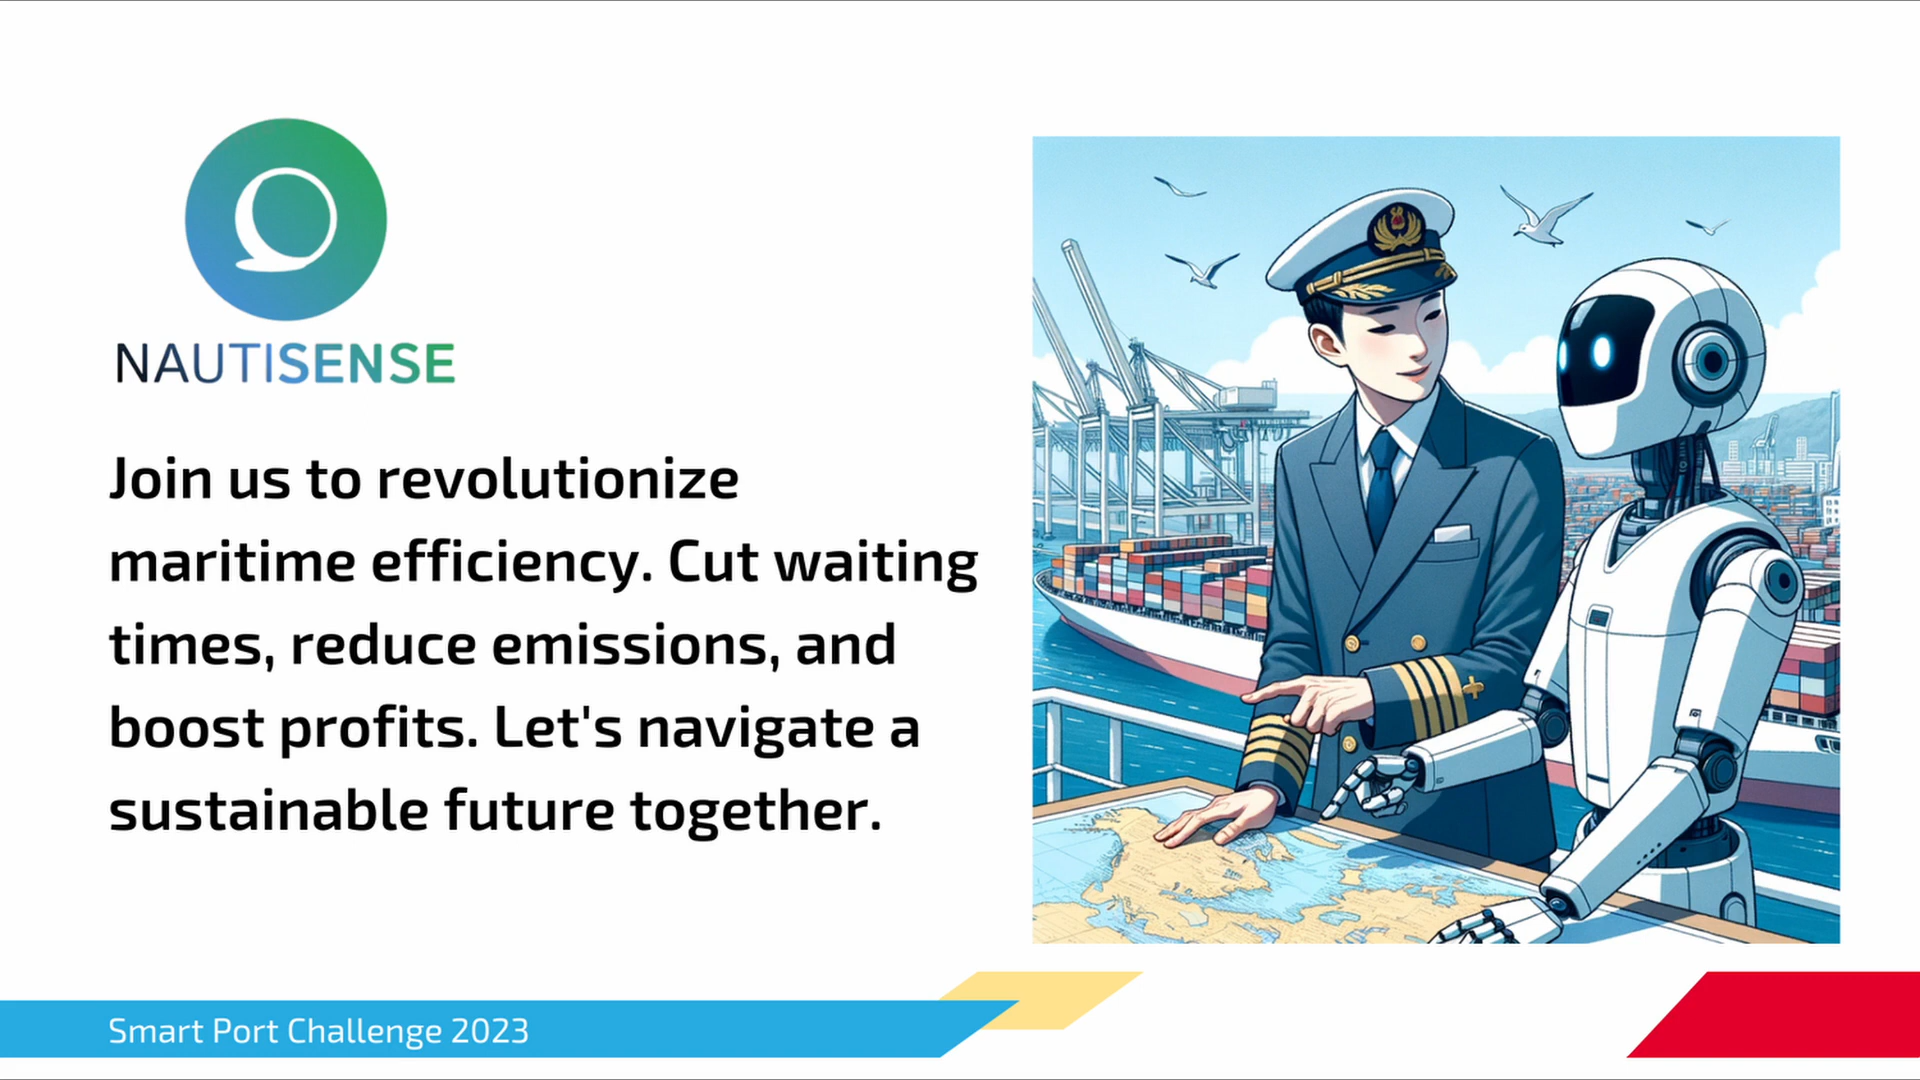 NAUTISENSE
Join us to revolutionize
maritime efficiency. Cut waiting
times, reduce emissions, and
boost profits. Let's navigate a
sustainable future together.
Smart Port Challenge 2023